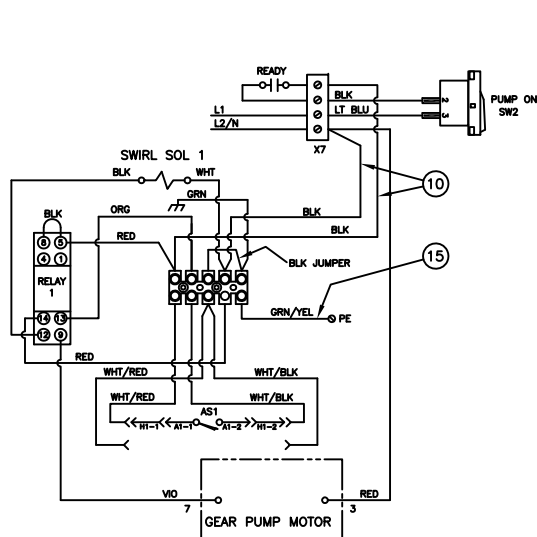 READY
BLK
PUMP ON
SW2
2
3
L1
LT BLU
L2/N
X7
SWIRL SOL 1
BLK
WHT
GRN
10
BLK
ORG
BLK
RED
BLK
8
5
4
1
BLK JUMPER
15
RELAY
1
14
13
12
9
GRN/YEL
PE
RED
WHT/RED
WHT/BLK
WHT/RED
WHT/BLK
AS1
H1-1
A1-1
A1-2
H1-2
VIO
7
RED
3
GEAR PUMP MOTOR